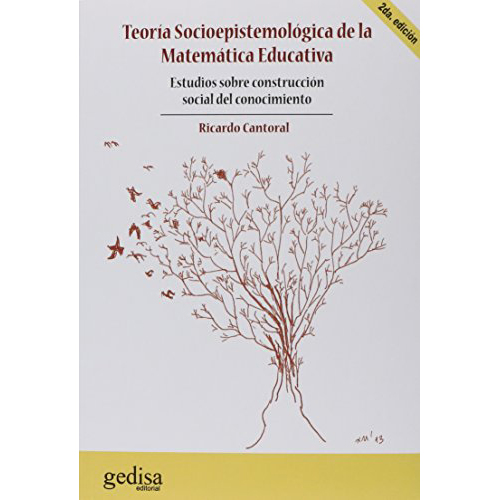 Teoría Socioepistemológica de la
Matemática Educativa
2da. edición
Estudios sobre construcción
social del conocimiento
Ricardo Cantoral
gedisa
editorial